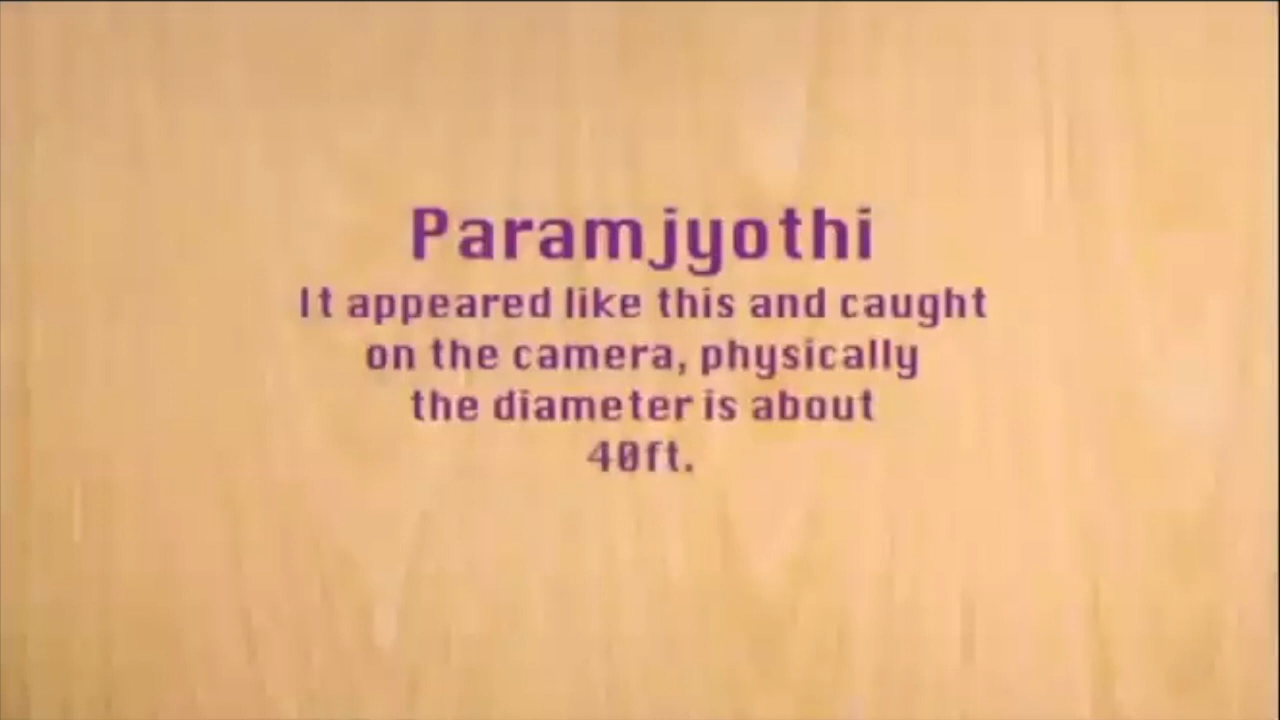 Paramjyothi
It appeared like this and caught
on the camera, physically
the diameter is about
40ft.